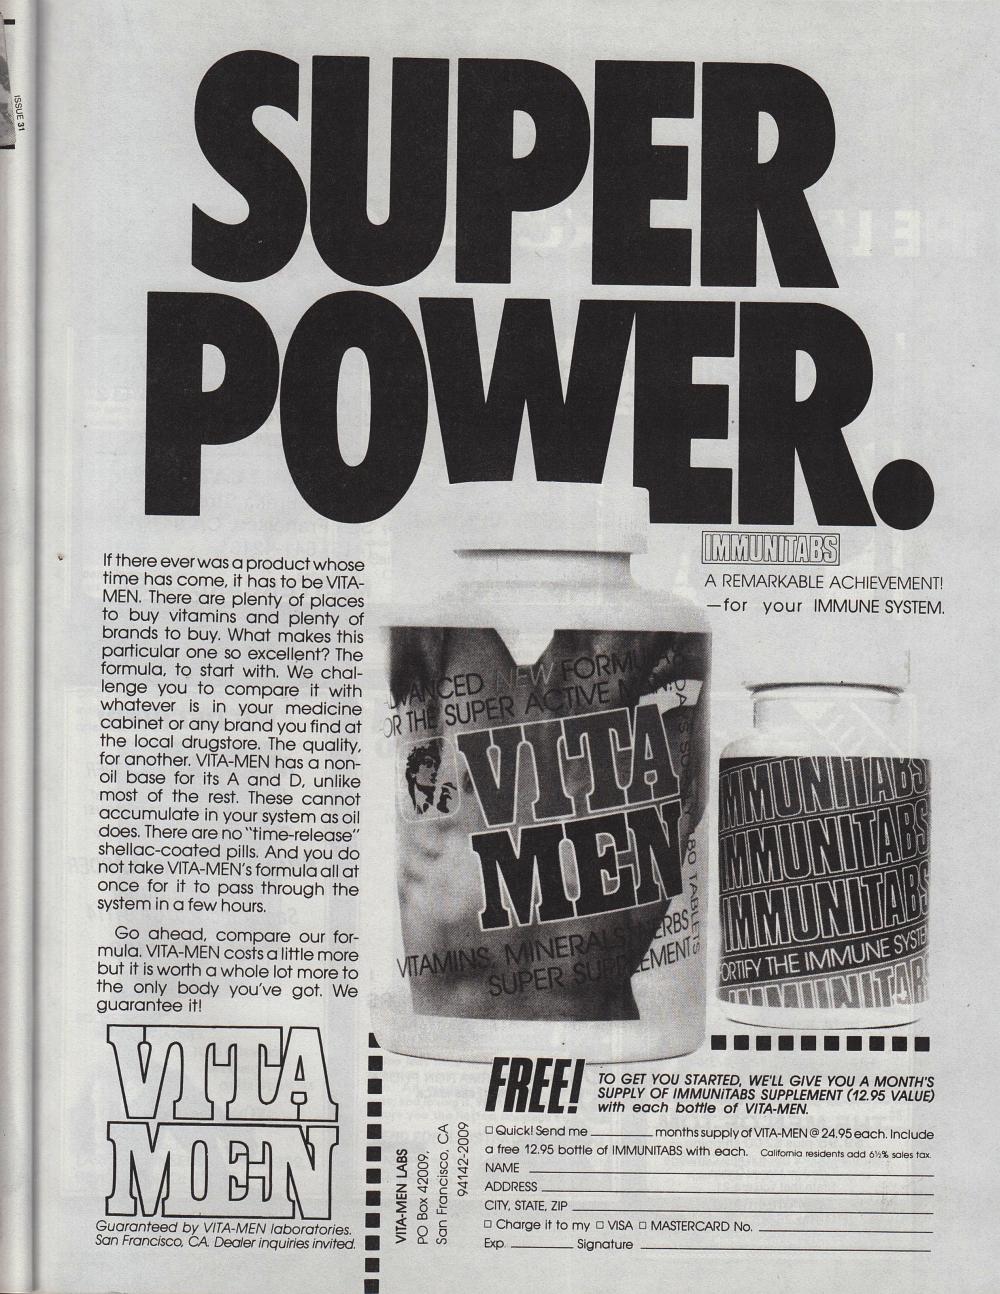 ISSUE 31
SUPER
POWER.
IMMUNITABS
A REMARKABLE ACHIEVEMENT!
—for your IMMUNE SYSTEM.
If there ever was a product whose
time has come, it has to be VITA-
MEN. There are plenty of places
to buy vitamins and plenty of
brands to buy. What makes this
particular one so excellent? The
formula, to start with. We chal-
lenge you to compare it with
whatever is in your medicine
cabinet or any brand you find at
the local drugstore. The quality,
for another. VITA-MEN has a non-
oil base for its A and D, unlike
most of the rest. These cannot
accumulate in your system as oil
does. There are no "time-release"
shellac-coated pills. And you do
not take VITA-MEN's formula all at
once for it to pass through the
system in a few hours.
Go ahead, compare our for-
mula. VITA-MEN costs a little more
but it is worth a whole lot more to
the only body you've got. We
guarantee it!
VITA
MEN
Guaranteed by VITA-MEN laboratories.
San Francisco, CA. Dealer inquiries invited.
ADVANCED NEW FORMULA
FOR THE SUPER ACTIVE MAN.
VITA
MEN
VITAMINS, MINERALS, HERBS
SUPER SUPPLEMENT
180 TABLETS
IMMUNITABS
IMMUNITABS
IMMUNITABS
IMMUNITABS
FORTIFY THE IMMUNE SYSTEM
IMMUNITABS
FREE!
TO GET YOU STARTED, WE'LL GIVE YOU A MONTH'S
SUPPLY OF IMMUNITABS SUPPLEMENT (12.95 VALUE)
with each bottle of VITA-MEN.
□ Quick! Send me ________ months supply of VITA-MEN @ 24.95 each. Include
a free 12.95 bottle of IMMUNITABS with each. California residents add 6½% sales tax.
NAME
ADDRESS
CITY, STATE, ZIP
□ Charge it to my □ VISA □ MASTERCARD No.
Exp. ________ Signature
VITA-MEN LABS
PO Box 42009,
San Francisco, CA
94142-2009